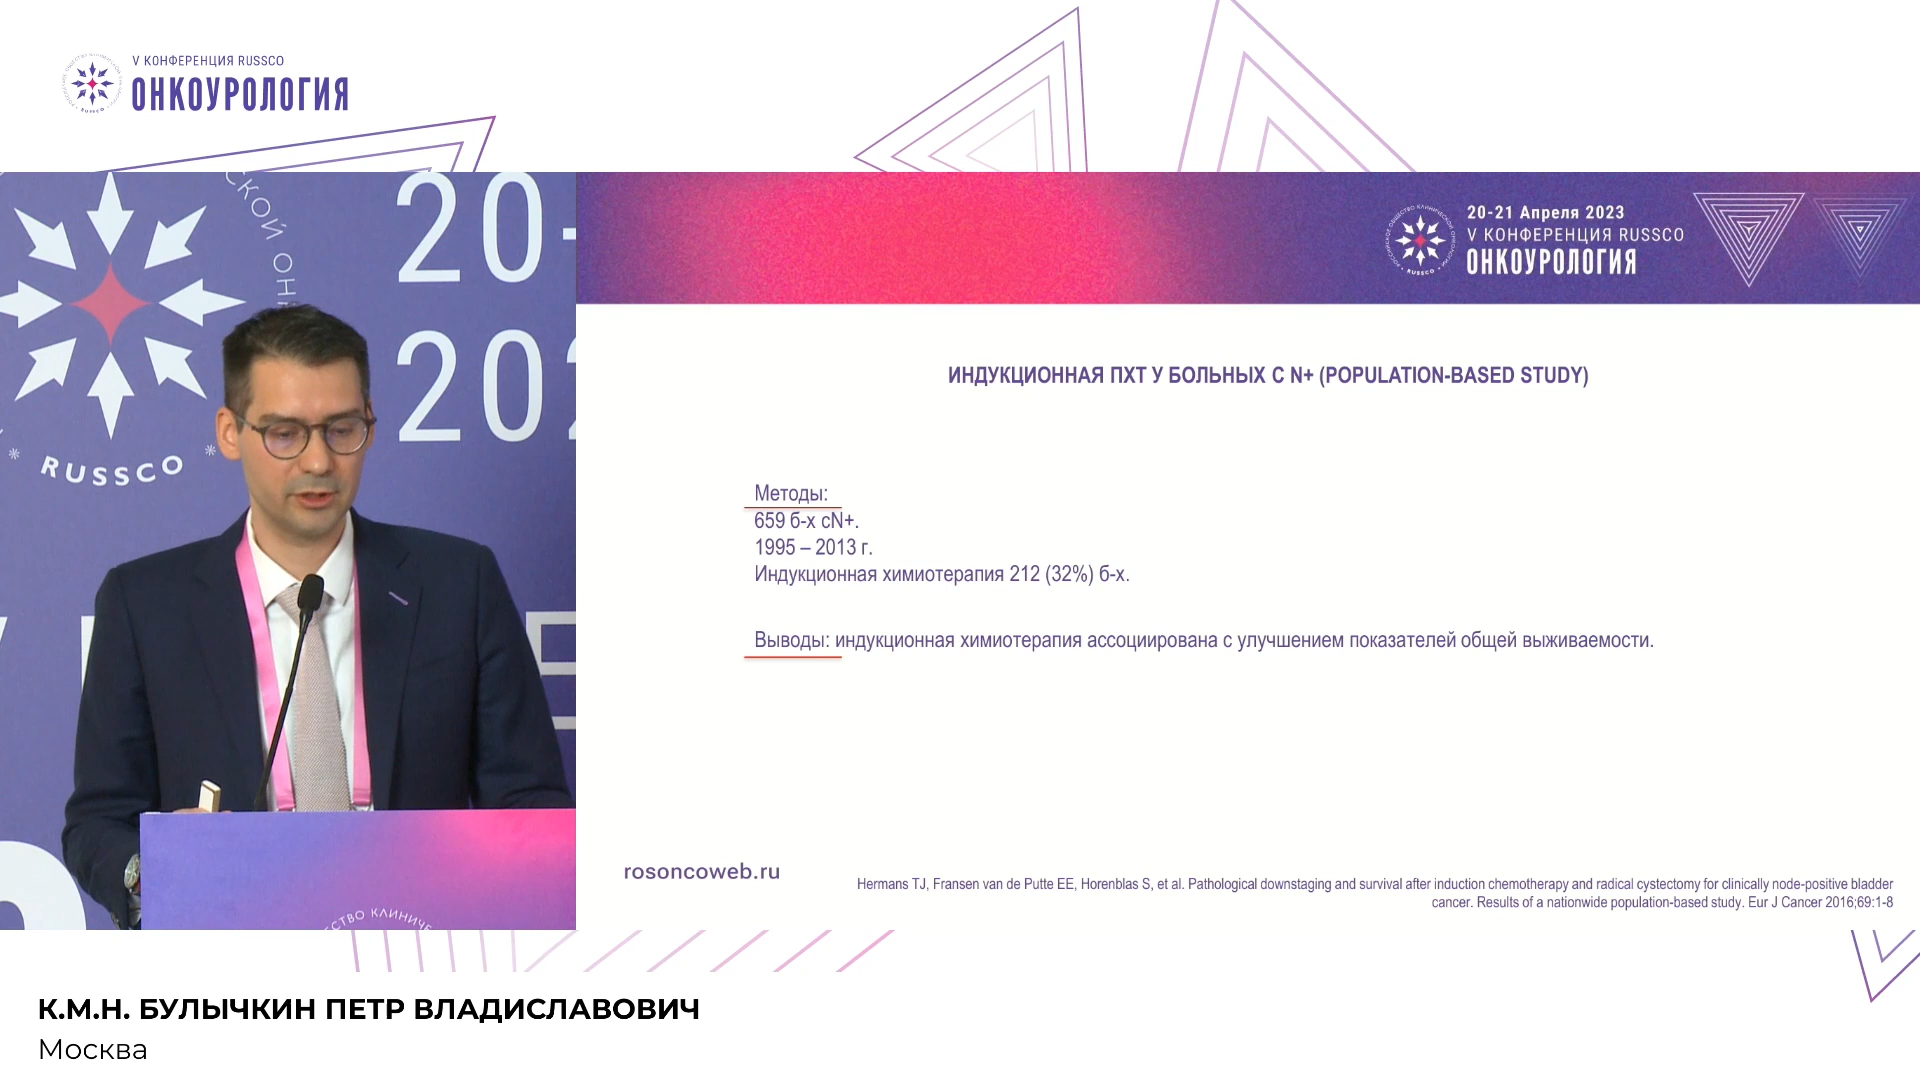 V КОНФЕРЕНЦИЯ RUSSCO
ОНКОУРОЛОГИЯ
20-
202
RUSSCO
20-21 Апреля 2023
V КОНФЕРЕНЦИЯ RUSSCO
ОНКОУРОЛОГИЯ
ИНДУКЦИОННАЯ ПХТ У БОЛЬНЫХ С N+ (POPULATION-BASED STUDY)
Методы:
659 б-х cN+.
1995 – 2013 г.
Индукционная химиотерапия 212 (32%) б-х.
Выводы: индукционная химиотерапия ассоциирована с улучшением показателей общей выживаемости.
rosoncoweb.ru
Hermans TJ, Fransen van de Putte EE, Horenblas S, et al. Pathological downstaging and survival after induction chemotherapy and radical cystectomy for clinically node-positive bladder
cancer. Results of a nationwide population-based study. Eur J Cancer 2016;69:1-8
К.М.Н. БУЛЫЧКИН ПЕТР ВЛАДИСЛАВОВИЧ
Москва